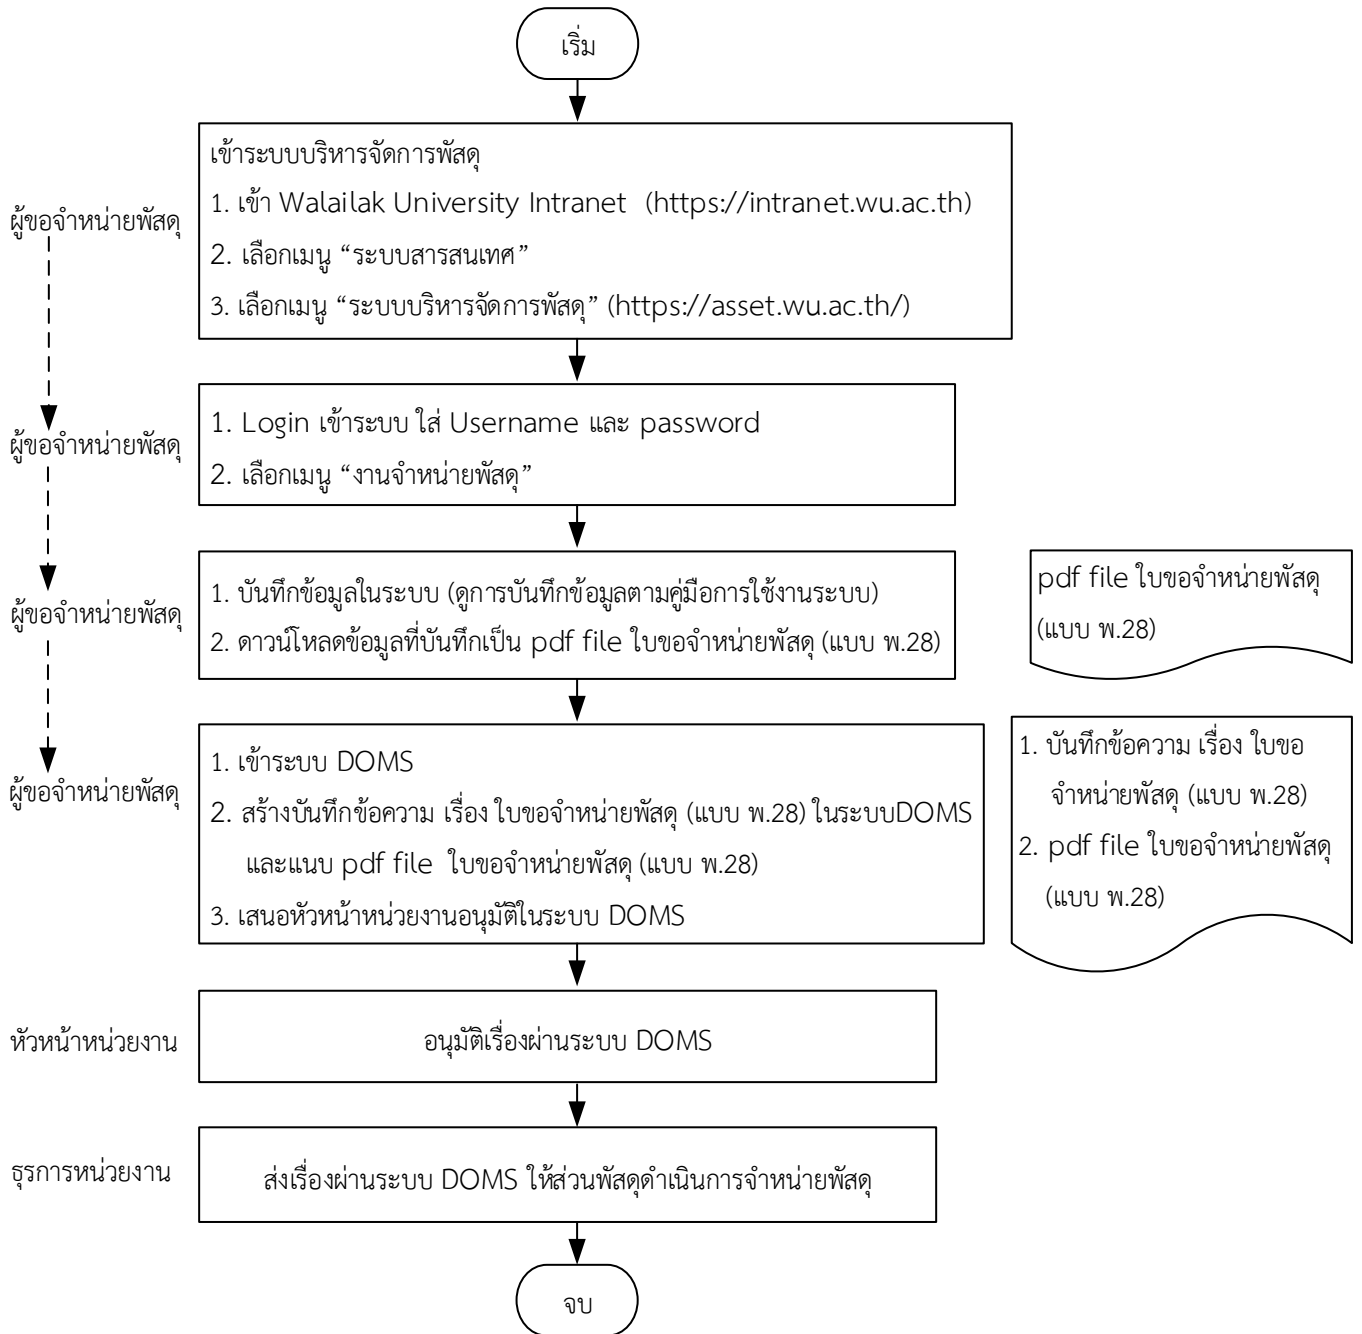 เริ่ม
เข้าระบบบริหารจัดการพัสดุ
ผู้ขอจำหน่ายพัสดุ
1. เข้า Walailak University Intranet (https://intranet.wu.ac.th)
2. เลือกเมนู “ระบบสารสนเทศ”
3. เลือกเมนู “ระบบบริหารจัดการพัสดุ” (https://asset.wu.ac.th/)
ผู้ขอจำหน่ายพัสดุ
1. Login เข้าระบบ ใส่ Username และ password
2. เลือกเมนู “งานจำหน่ายพัสดุ”
ผู้ขอจำหน่ายพัสดุ
1. บันทึกข้อมูลในระบบ (ดูการบันทึกข้อมูลตามคู่มือการใช้งานระบบ)
2. ดาวน์โหลดข้อมูลที่บันทึกเป็น pdf file ใบขอจำหน่ายพัสดุ (แบบ พ.28)
pdf file ใบขอจำหน่ายพัสดุ
(แบบ พ.28)
ผู้ขอจำหน่ายพัสดุ
1. เข้าระบบ DOMS
2. สร้างบันทึกข้อความ เรื่อง ใบขอจำหน่ายพัสดุ (แบบ พ.28) ในระบบDOMS
และแนบ pdf file ใบขอจำหน่ายพัสดุ (แบบ พ.28)
3. เสนอหัวหน้าหน่วยงานอนุมัติในระบบ DOMS
1. บันทึกข้อความ เรื่อง ใบขอ
จำหน่ายพัสดุ (แบบ พ.28)
2. pdf file ใบขอจำหน่ายพัสดุ
(แบบ พ.28)
หัวหน้าหน่วยงาน
อนุมัติเรื่องผ่านระบบ DOMS
ธุรการหน่วยงาน
ส่งเรื่องผ่านระบบ DOMS ให้ส่วนพัสดุดำเนินการจำหน่ายพัสดุ
จบ